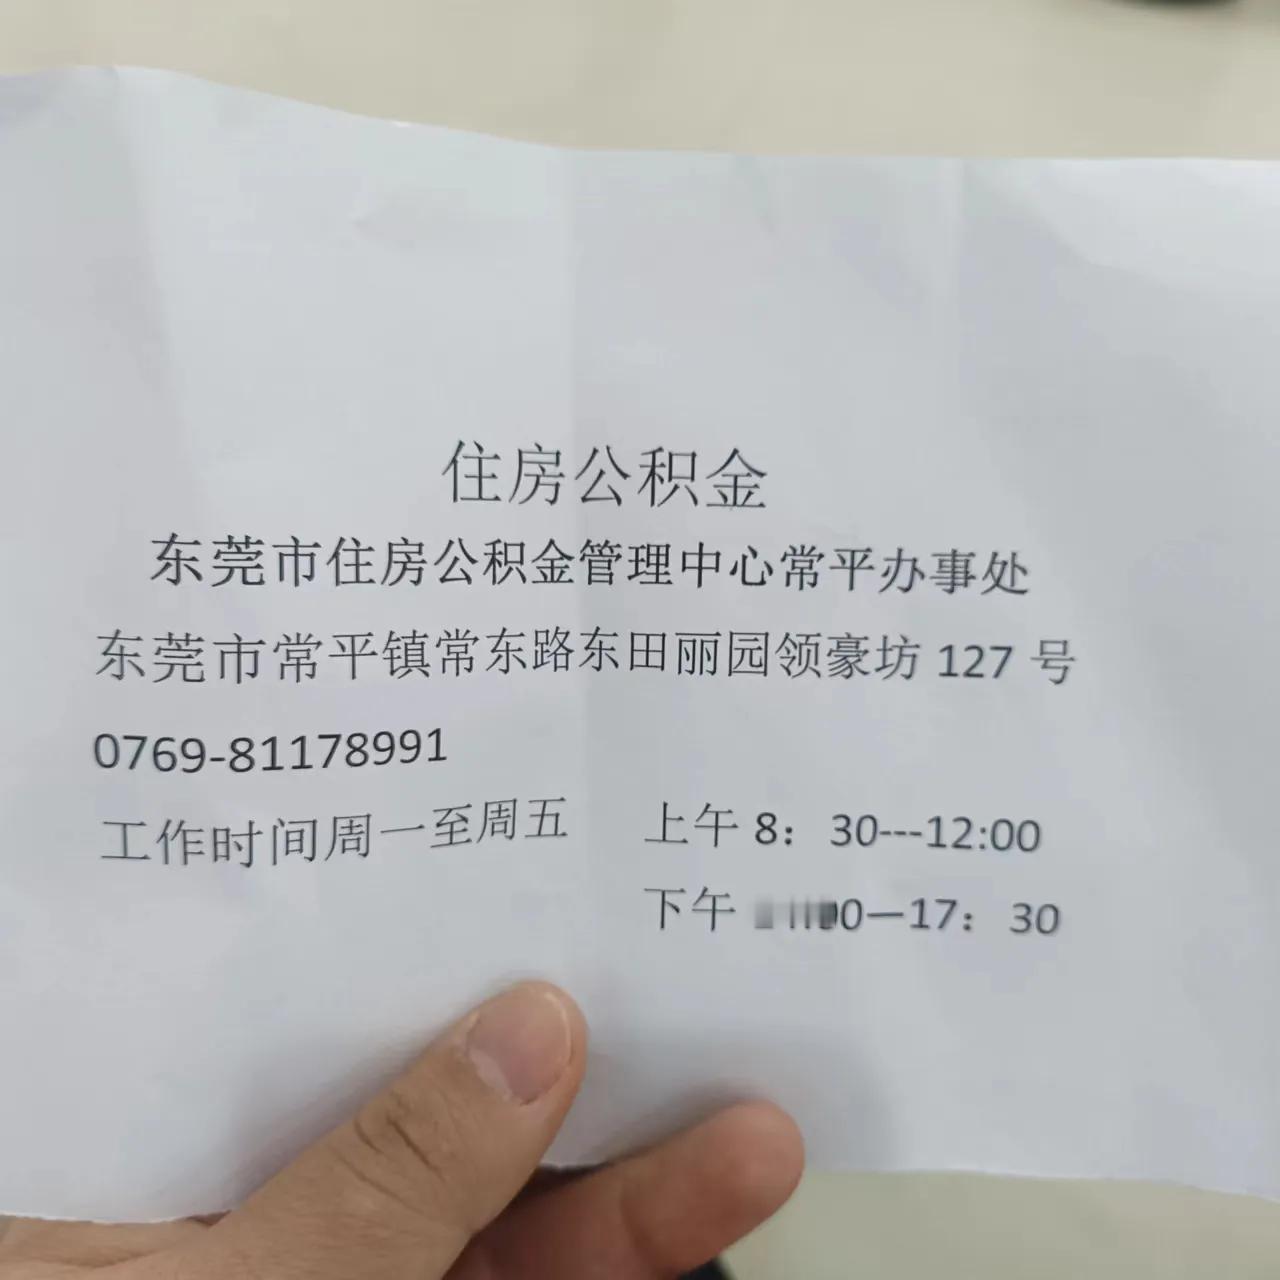 住房公积金
东莞市住房公积金管理中心常平办事处
东莞市常平镇常东路东田丽园领豪坊 127 号
0769-81178991
工作时间周一至周五 上午 8：30---12:00
下午 0—17：30